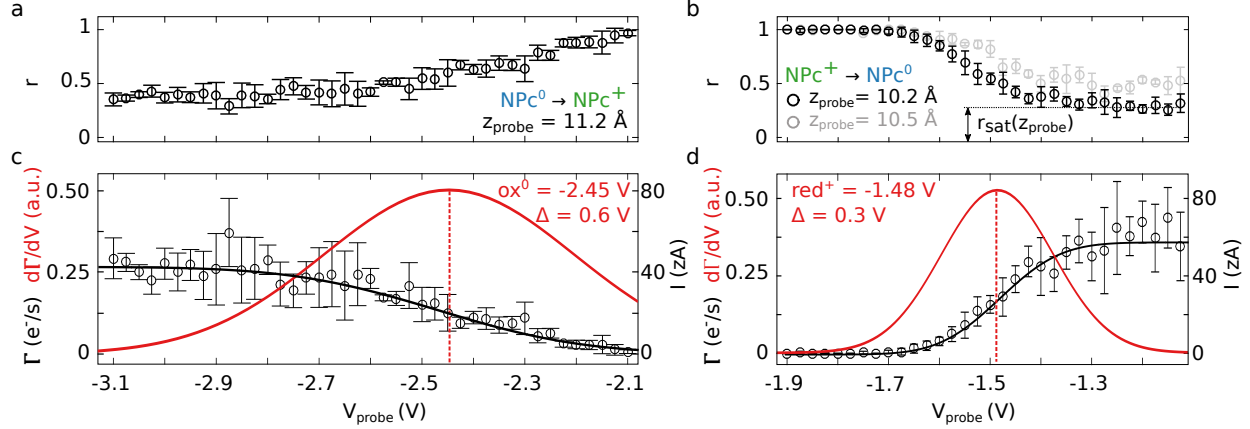 a
b
1
0.5
0
r
NPc⁰ → NPc⁺
z_probe = 11.2 Å
1
0.5
0
r
NPc⁺ → NPc⁰
z_probe = 10.2 Å
z_probe = 10.5 Å
r_sat(z_probe)
c
d
0.50
0.25
0
Γ (e⁻/s) dΓ/dV (a.u.)
ox⁰ = -2.45 V
Δ = 0.6 V
80
40
0
I (zA)
-3.1 -2.9 -2.7 -2.5 -2.3 -2.1
V_probe (V)
0.50
0.25
0
Γ (e⁻/s) dΓ/dV (a.u.)
red⁺ = -1.48 V
Δ = 0.3 V
80
40
0
I (zA)
-1.9 -1.7 -1.5 -1.3
V_probe (V)